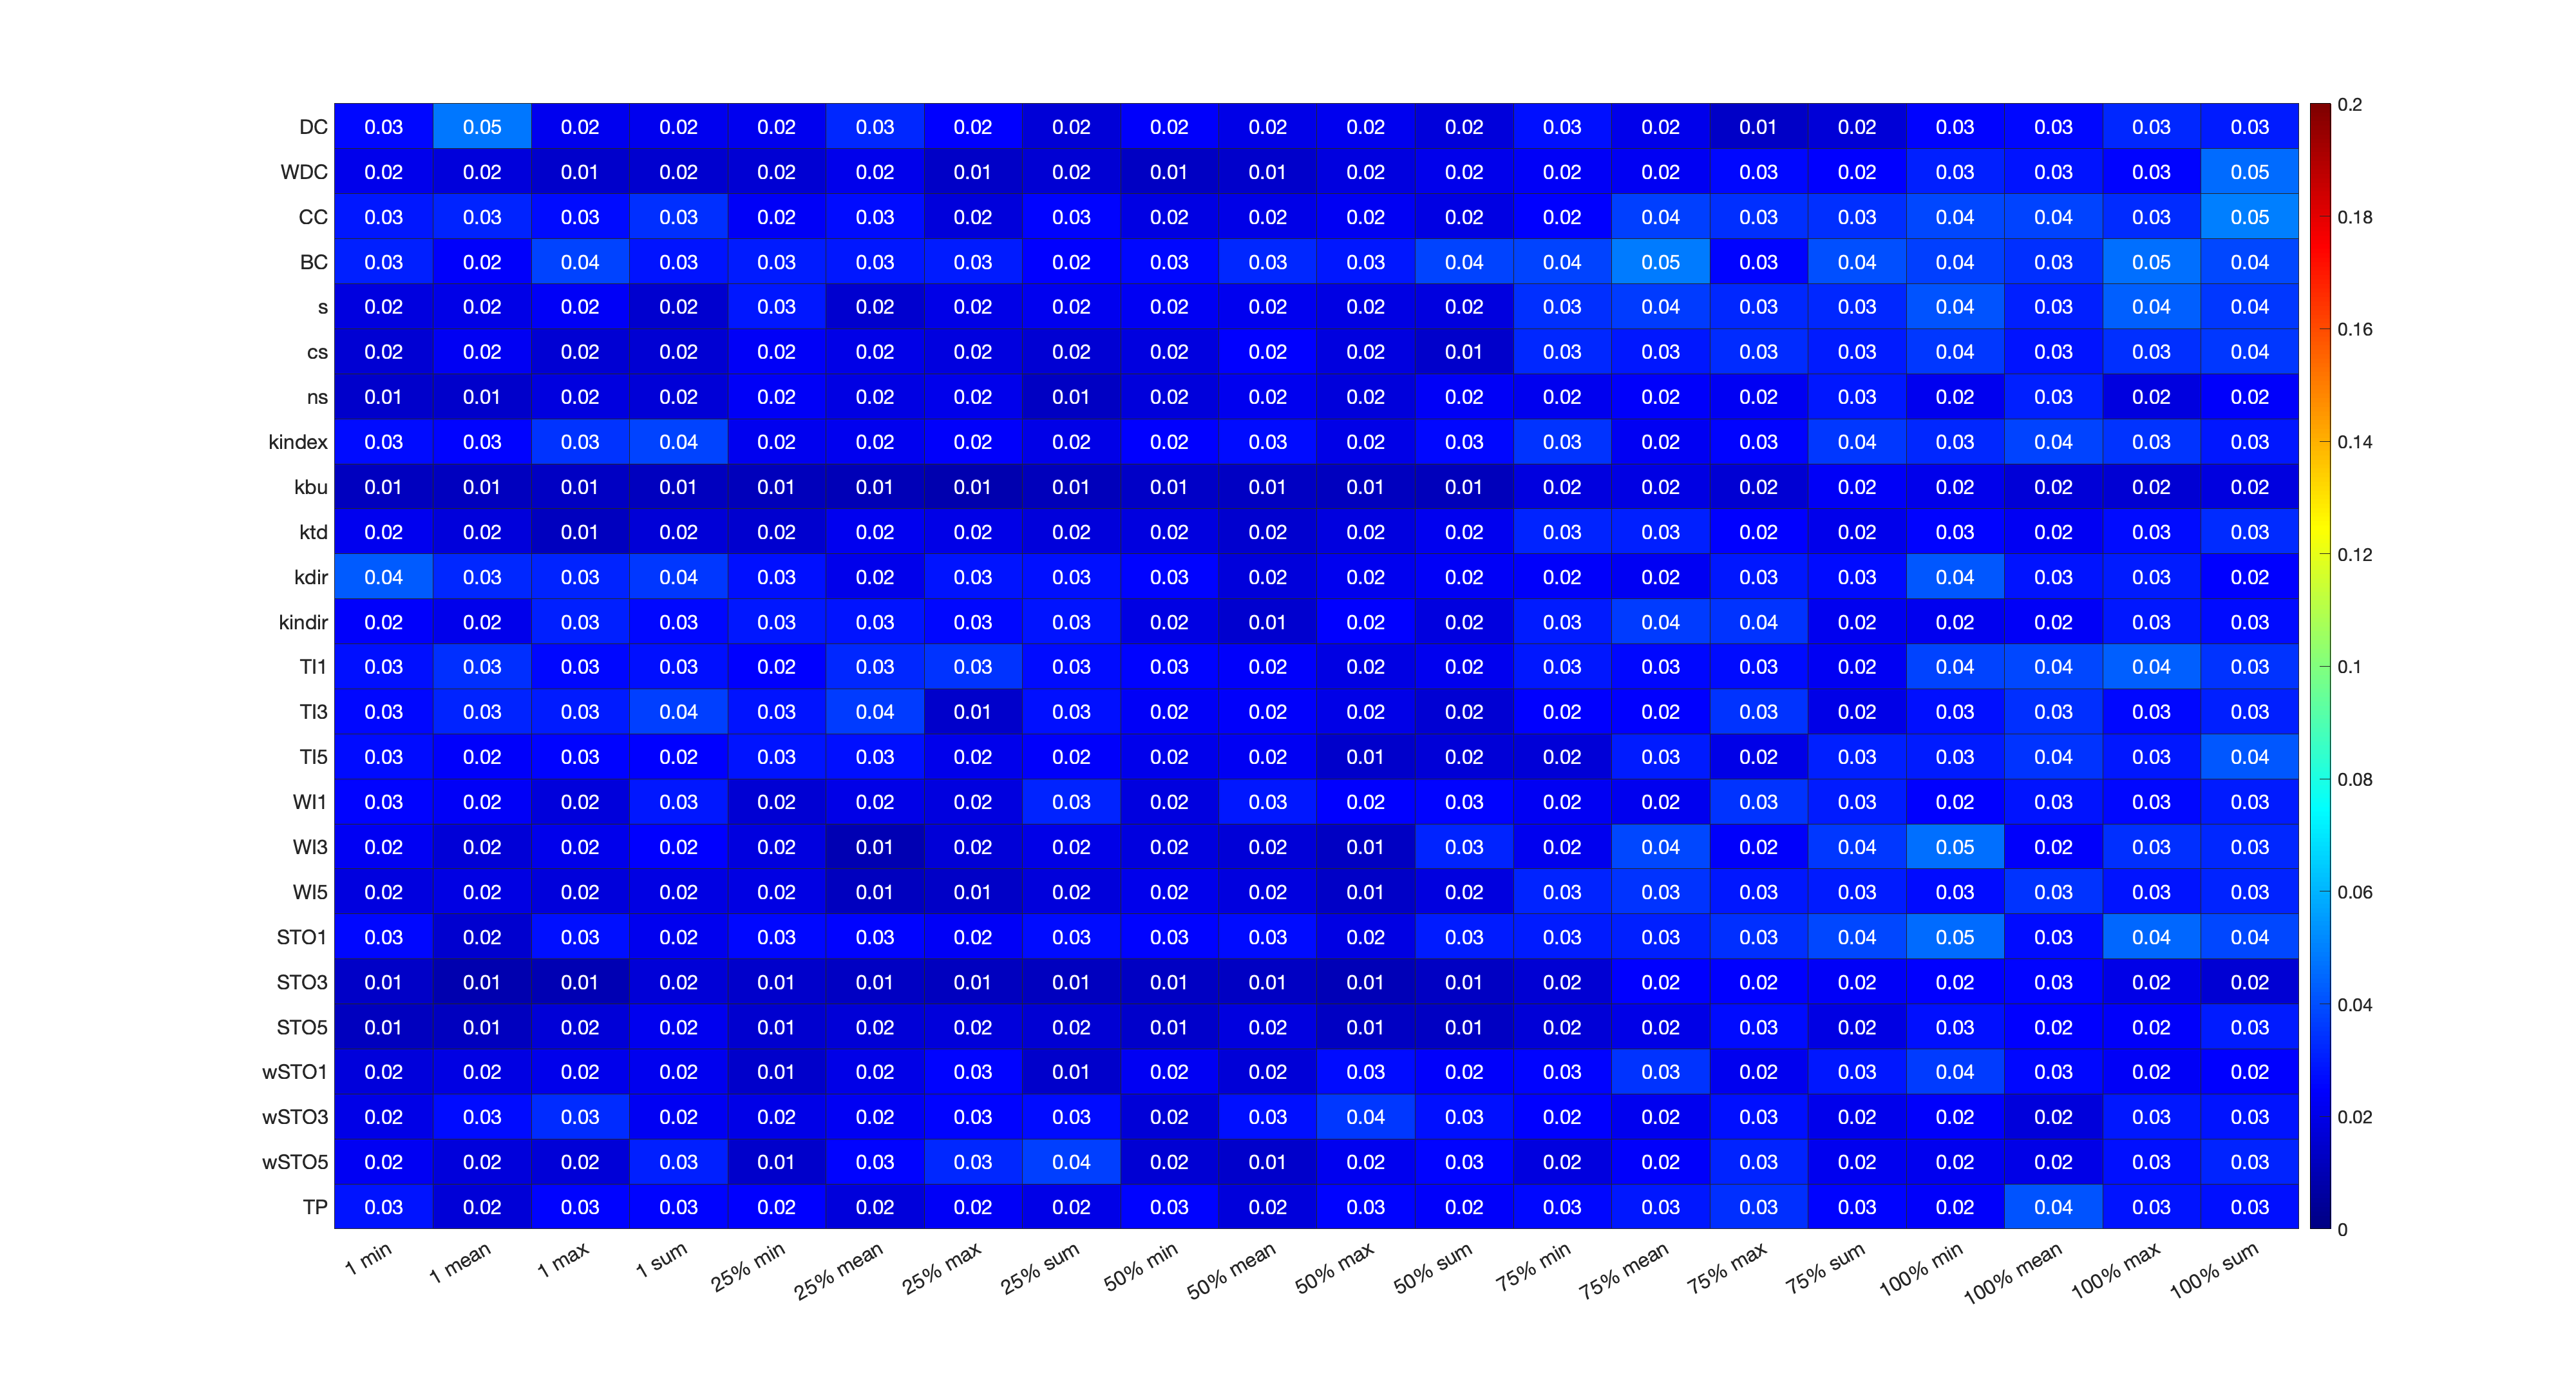 DC 0.03 0.05 0.02 0.02 0.02 0.03 0.02 0.02 0.02 0.02 0.02 0.02 0.03 0.02 0.01 0.02 0.03 0.03 0.03 0.03 0.2
WDC 0.02 0.02 0.01 0.02 0.02 0.02 0.01 0.02 0.01 0.01 0.02 0.02 0.02 0.02 0.03 0.02 0.03 0.03 0.03 0.05
CC 0.03 0.03 0.03 0.03 0.02 0.03 0.02 0.03 0.02 0.02 0.02 0.02 0.02 0.04 0.03 0.03 0.04 0.04 0.03 0.05 0.18
BC 0.03 0.02 0.04 0.03 0.03 0.03 0.03 0.02 0.03 0.03 0.03 0.04 0.04 0.05 0.03 0.04 0.04 0.03 0.05 0.04
s 0.02 0.02 0.02 0.02 0.03 0.02 0.02 0.02 0.02 0.02 0.02 0.02 0.03 0.04 0.03 0.03 0.04 0.03 0.04 0.04 0.16
cs 0.02 0.02 0.02 0.02 0.02 0.02 0.02 0.02 0.02 0.02 0.02 0.01 0.03 0.03 0.03 0.03 0.04 0.03 0.03 0.04
ns 0.01 0.01 0.02 0.02 0.02 0.02 0.02 0.01 0.02 0.02 0.02 0.02 0.02 0.02 0.02 0.03 0.02 0.03 0.02 0.02
kindex 0.03 0.03 0.03 0.04 0.02 0.02 0.02 0.02 0.02 0.03 0.02 0.03 0.03 0.02 0.03 0.04 0.03 0.04 0.03 0.03 0.14
kbu 0.01 0.01 0.01 0.01 0.01 0.01 0.01 0.01 0.01 0.01 0.01 0.01 0.02 0.02 0.02 0.02 0.02 0.02 0.02 0.02
ktd 0.02 0.02 0.01 0.02 0.02 0.02 0.02 0.02 0.02 0.02 0.02 0.02 0.03 0.03 0.02 0.02 0.03 0.02 0.03 0.03 0.12
kdir 0.04 0.03 0.03 0.04 0.03 0.02 0.03 0.03 0.03 0.02 0.02 0.02 0.02 0.02 0.03 0.03 0.04 0.03 0.03 0.02
kindir 0.02 0.02 0.03 0.03 0.03 0.03 0.03 0.03 0.02 0.01 0.02 0.02 0.03 0.04 0.04 0.02 0.02 0.02 0.03 0.03
TI1 0.03 0.03 0.03 0.03 0.02 0.03 0.03 0.03 0.03 0.02 0.02 0.02 0.03 0.03 0.03 0.02 0.04 0.04 0.04 0.03 0.1
TI3 0.03 0.03 0.03 0.04 0.03 0.04 0.01 0.03 0.02 0.02 0.02 0.02 0.02 0.02 0.03 0.02 0.03 0.03 0.03 0.03
TI5 0.03 0.02 0.03 0.02 0.03 0.03 0.02 0.02 0.02 0.02 0.01 0.02 0.02 0.03 0.02 0.03 0.03 0.04 0.03 0.04 0.08
WI1 0.03 0.02 0.02 0.03 0.02 0.02 0.02 0.03 0.02 0.03 0.02 0.03 0.02 0.02 0.03 0.03 0.02 0.03 0.03 0.03
WI3 0.02 0.02 0.02 0.02 0.02 0.01 0.02 0.02 0.02 0.02 0.01 0.03 0.02 0.04 0.02 0.04 0.05 0.02 0.03 0.03
WI5 0.02 0.02 0.02 0.02 0.02 0.01 0.01 0.02 0.02 0.02 0.01 0.02 0.03 0.03 0.03 0.03 0.03 0.03 0.03 0.03 0.06
STO1 0.03 0.02 0.03 0.02 0.03 0.03 0.02 0.03 0.03 0.03 0.02 0.03 0.03 0.03 0.03 0.04 0.05 0.03 0.04 0.04
STO3 0.01 0.01 0.01 0.02 0.01 0.01 0.01 0.01 0.01 0.01 0.01 0.01 0.02 0.02 0.02 0.02 0.02 0.03 0.02 0.02 0.04
STO5 0.01 0.01 0.02 0.02 0.01 0.02 0.02 0.02 0.01 0.02 0.01 0.01 0.02 0.02 0.03 0.02 0.03 0.02 0.02 0.03
wSTO1 0.02 0.02 0.02 0.02 0.01 0.02 0.03 0.01 0.02 0.02 0.03 0.02 0.03 0.03 0.02 0.03 0.04 0.03 0.02 0.02
wSTO3 0.02 0.03 0.03 0.02 0.02 0.02 0.03 0.03 0.02 0.03 0.04 0.03 0.02 0.02 0.03 0.02 0.02 0.02 0.03 0.03 0.02
wSTO5 0.02 0.02 0.02 0.03 0.01 0.03 0.03 0.04 0.02 0.01 0.02 0.03 0.02 0.02 0.03 0.02 0.02 0.02 0.03 0.03
TP 0.03 0.02 0.03 0.03 0.02 0.02 0.02 0.02 0.03 0.02 0.03 0.02 0.03 0.03 0.03 0.03 0.02 0.04 0.03 0.03 0
1 min 1 mean 1 max 1 sum 25% min 25% mean 25% max 25% sum 50% min 50% mean 50% max 50% sum 75% min 75% mean 75% max 75% sum 100% min 100% mean 100% max 100% sum